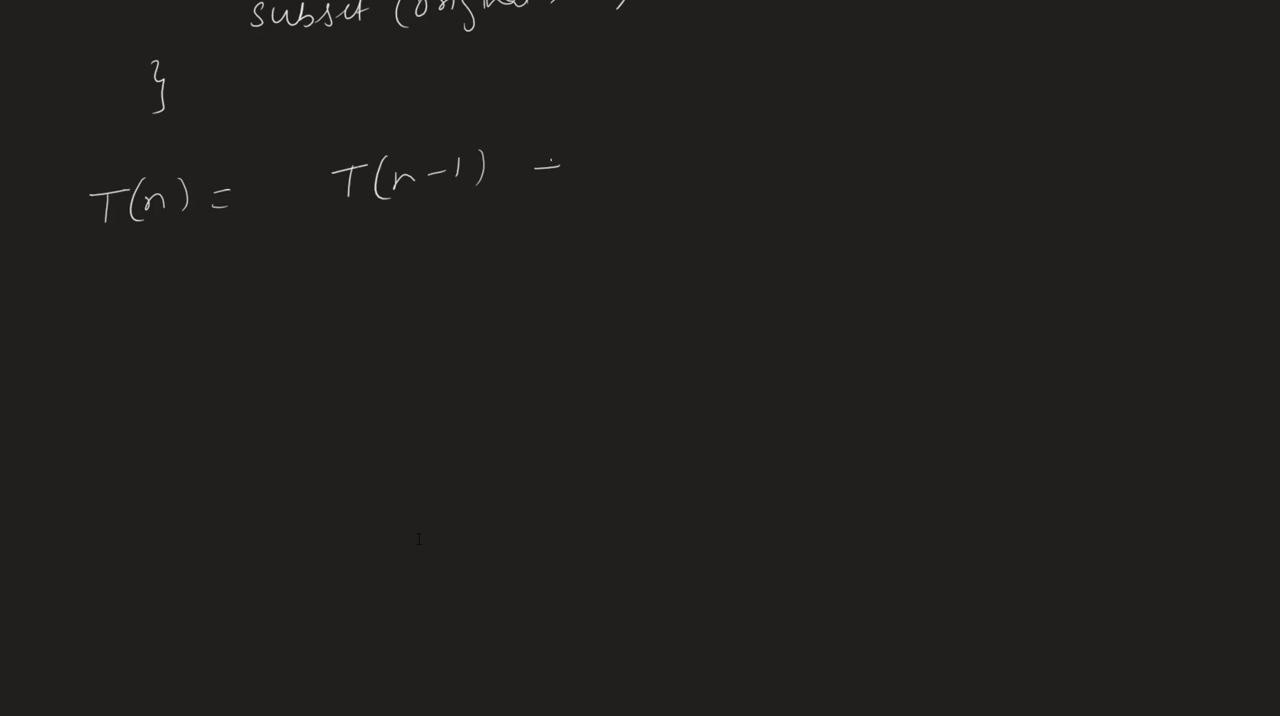 subset (
}
T(n) = T(n-1) +